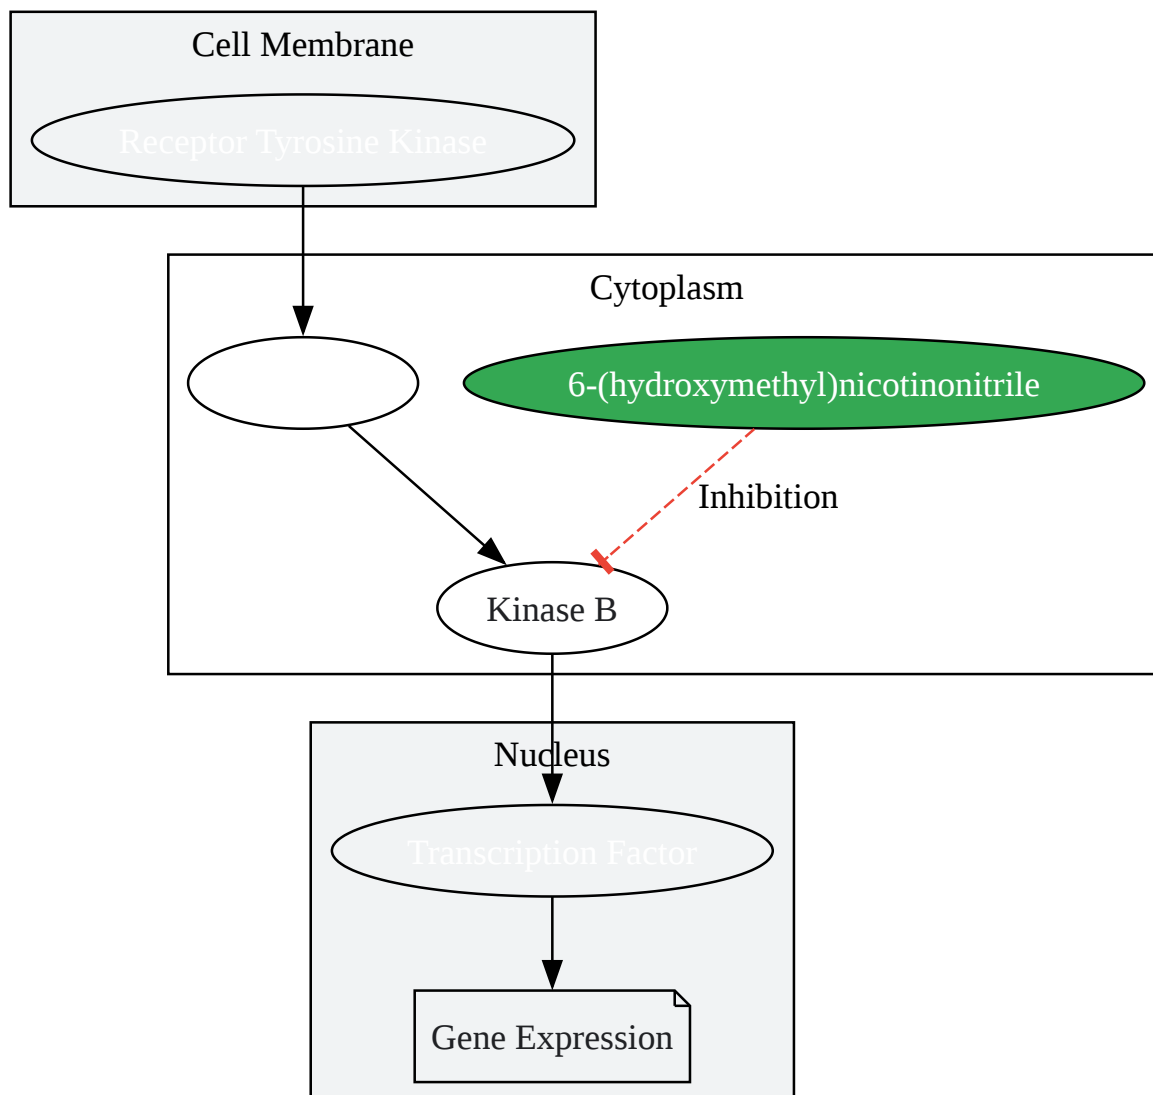 Cell Membrane
Receptor Tyrosine Kinase
Cytoplasm
6-(hydroxymethyl)nicotinonitrile
Inhibition
Kinase B
Nucleus
Transcription Factor
Gene Expression